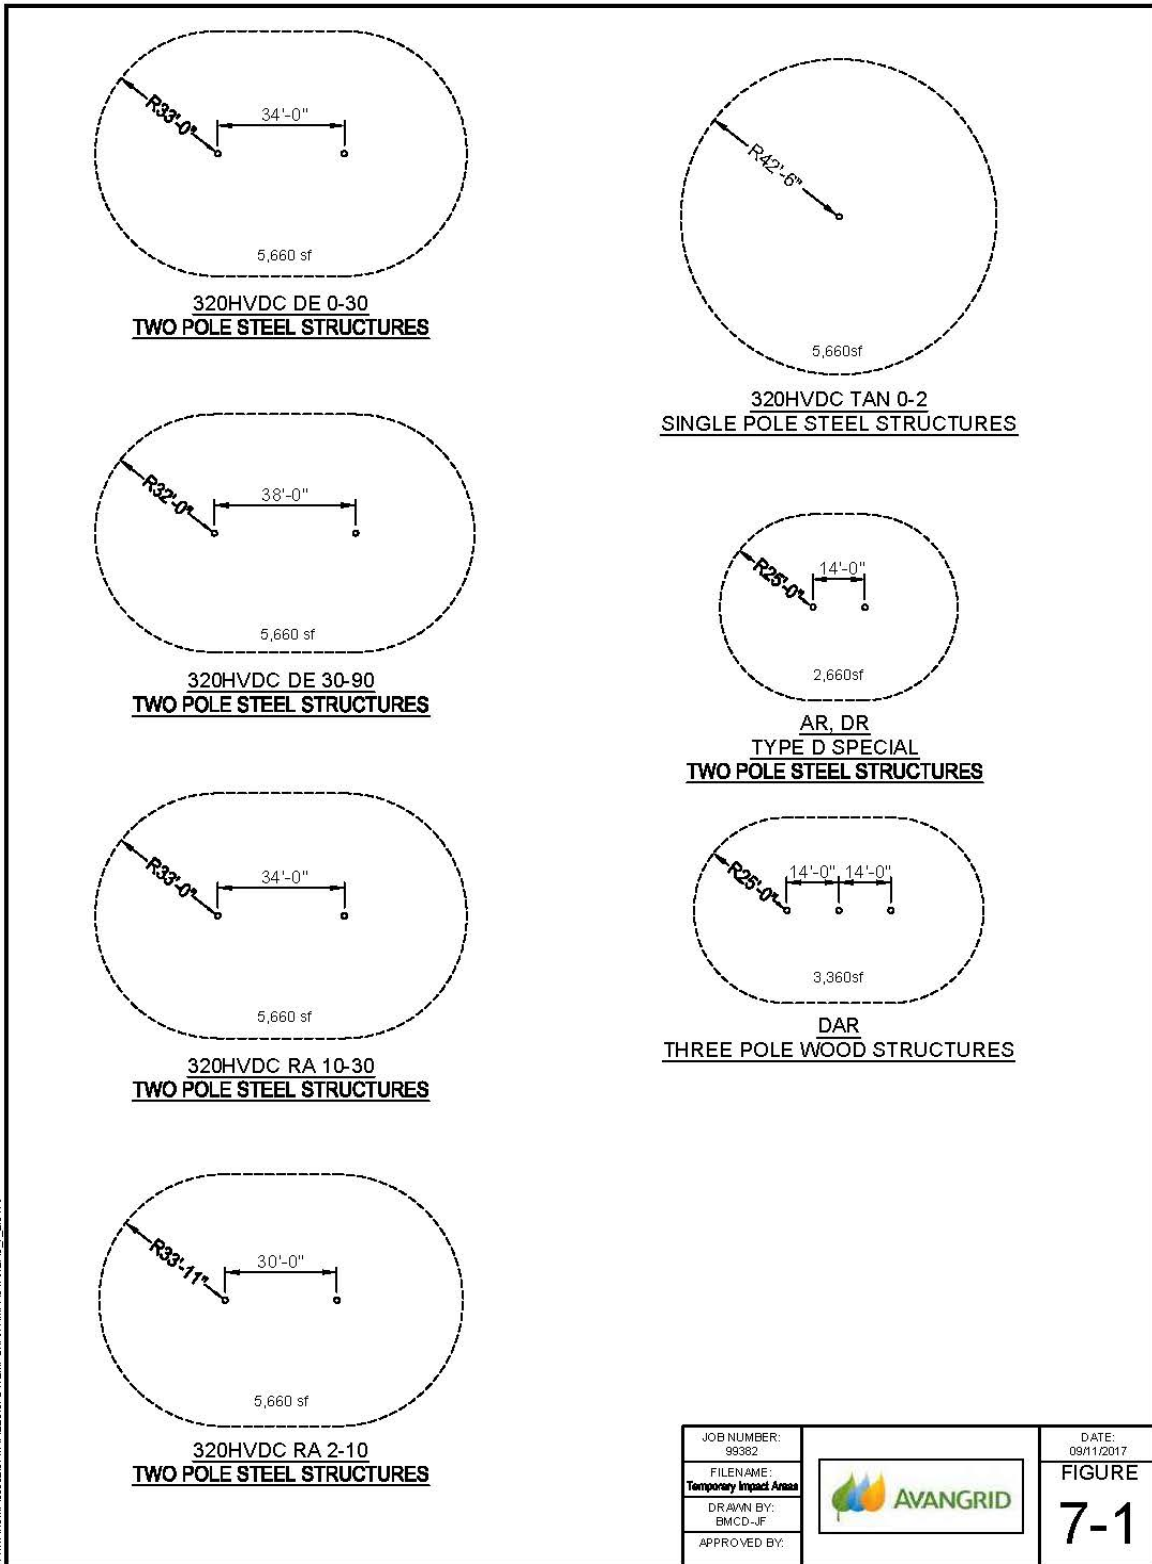 R33'-0"
34'-0"
5,660 sf
320HVDC DE 0-30
TWO POLE STEEL STRUCTURES
R32'-0"
38'-0"
5,660 sf
320HVDC DE 30-90
TWO POLE STEEL STRUCTURES
R33'-0"
34'-0"
5,660 sf
320HVDC RA 10-30
TWO POLE STEEL STRUCTURES
R33'-11"
30'-0"
5,660 sf
320HVDC RA 2-10
TWO POLE STEEL STRUCTURES
R42'-6"
5,660sf
320HVDC TAN 0-2
SINGLE POLE STEEL STRUCTURES
R25'-0"
14'-0"
2,660sf
AR, DR
TYPE D SPECIAL
TWO POLE STEEL STRUCTURES
R25'-0"
14'-0" 14'-0"
3,360sf
DAR
THREE POLE WOOD STRUCTURES
JOB NUMBER:
99382
FILENAME:
Temporary Impact Areas
DRAWN BY:
BMCD-JF
APPROVED BY:
AVANGRID
DATE:
09/11/2017
FIGURE
7-1